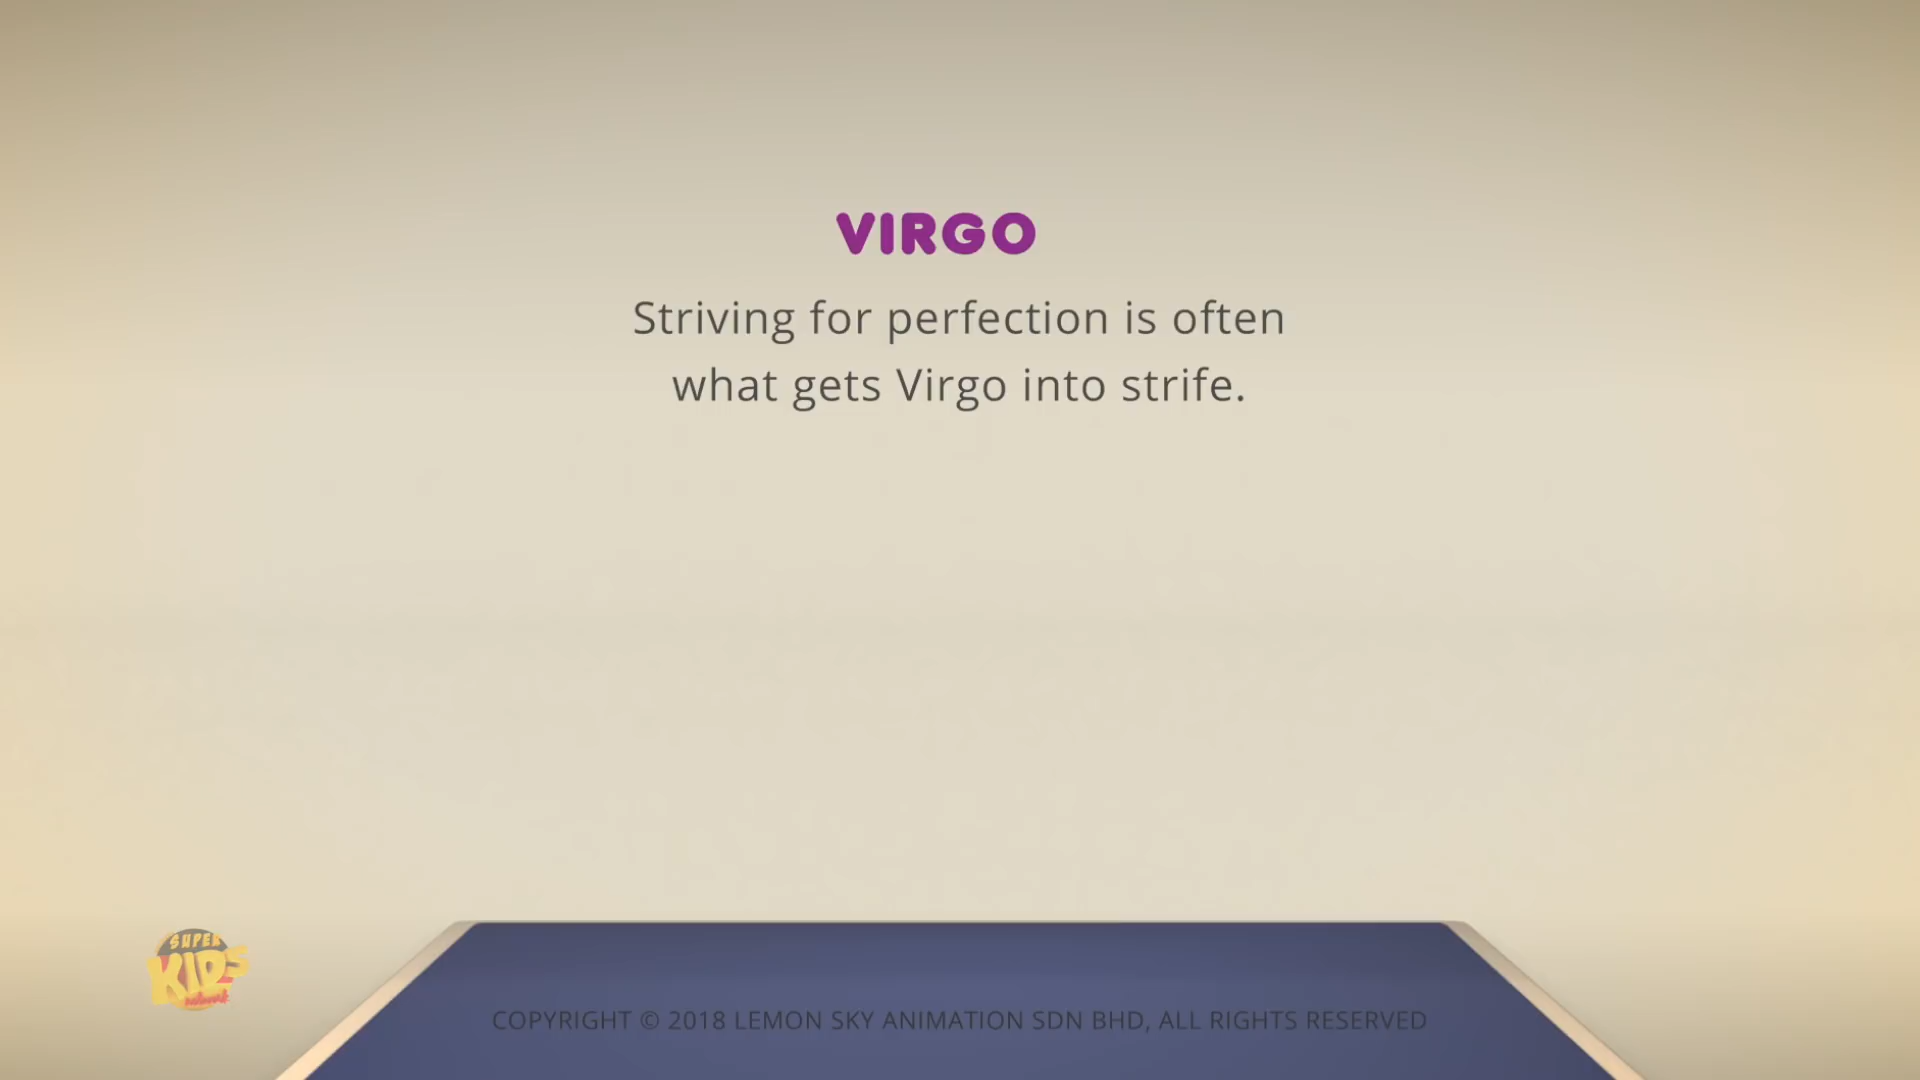 VIRGO
Striving for perfection is often
what gets Virgo into strife.
SUPER
KIDS
network
COPYRIGHT © 2018 LEMON SKY ANIMATION SDN BHD, ALL RIGHTS RESERVED